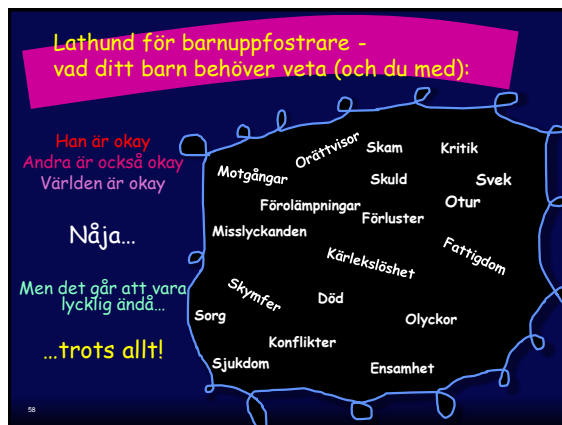 Lathund för barnuppfostrare -
vad ditt barn behöver veta (och du med):
Han är okay
Andra är också okay
Världen är okay
Nåja…
Men det går att vara
lycklig ändå…
…trots allt!
Orättvisor
Skam
Kritik
Motgångar
Skuld
Svek
Förolämpningar
Förluster
Otur
Misslyckanden
Kärlekslöshet
Fattigdom
Skymfer
Död
Sorg
Olyckor
Konflikter
Sjukdom
Ensamhet
58